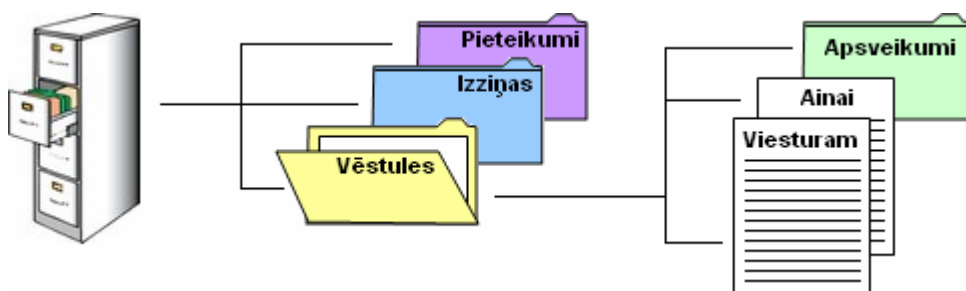 Pieteikumi
Izziņas
Vēstules
Apsveikumi
Ainai
Viesturam